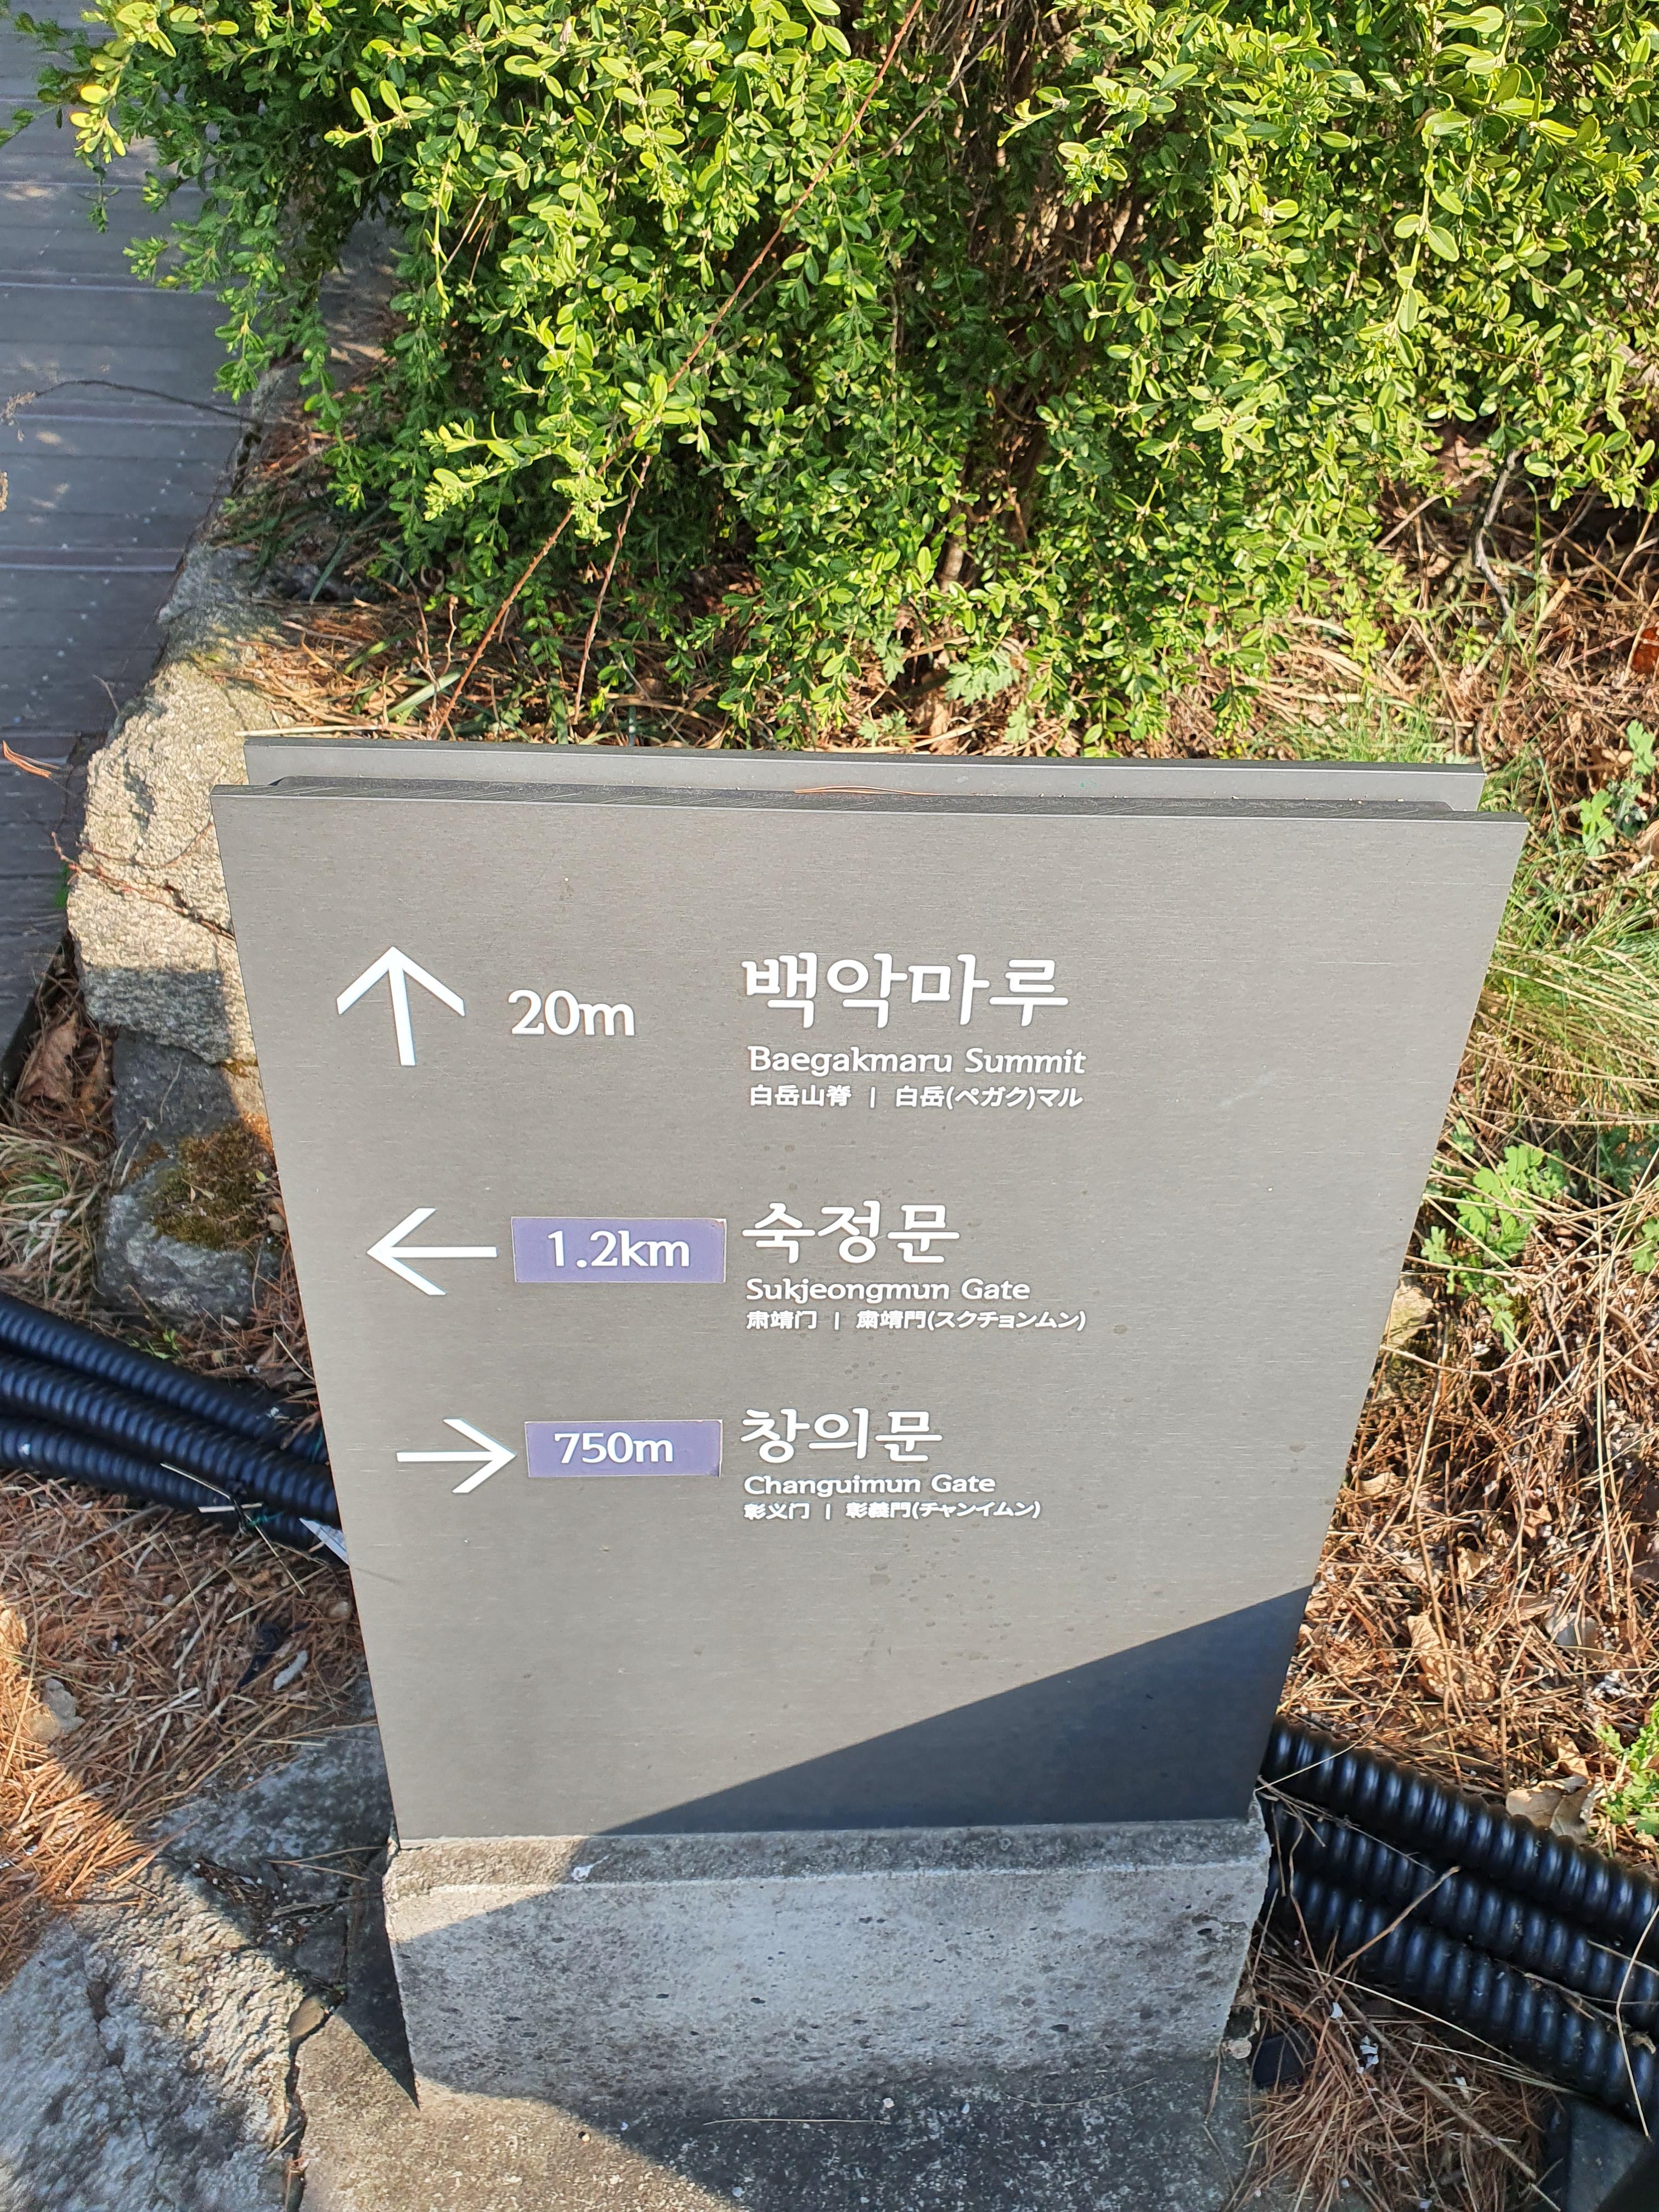 ↑ 20m 백악마루
Baegakmaru Summit
白岳山脊 | 白岳(ペガク)マル
← 1.2km 숙정문
Sukjeongmun Gate
肃靖门 | 粛靖門(スクチョンムン)
→ 750m 창의문
Changuimun Gate
彰义门 | 彰義門(チャンイムン)